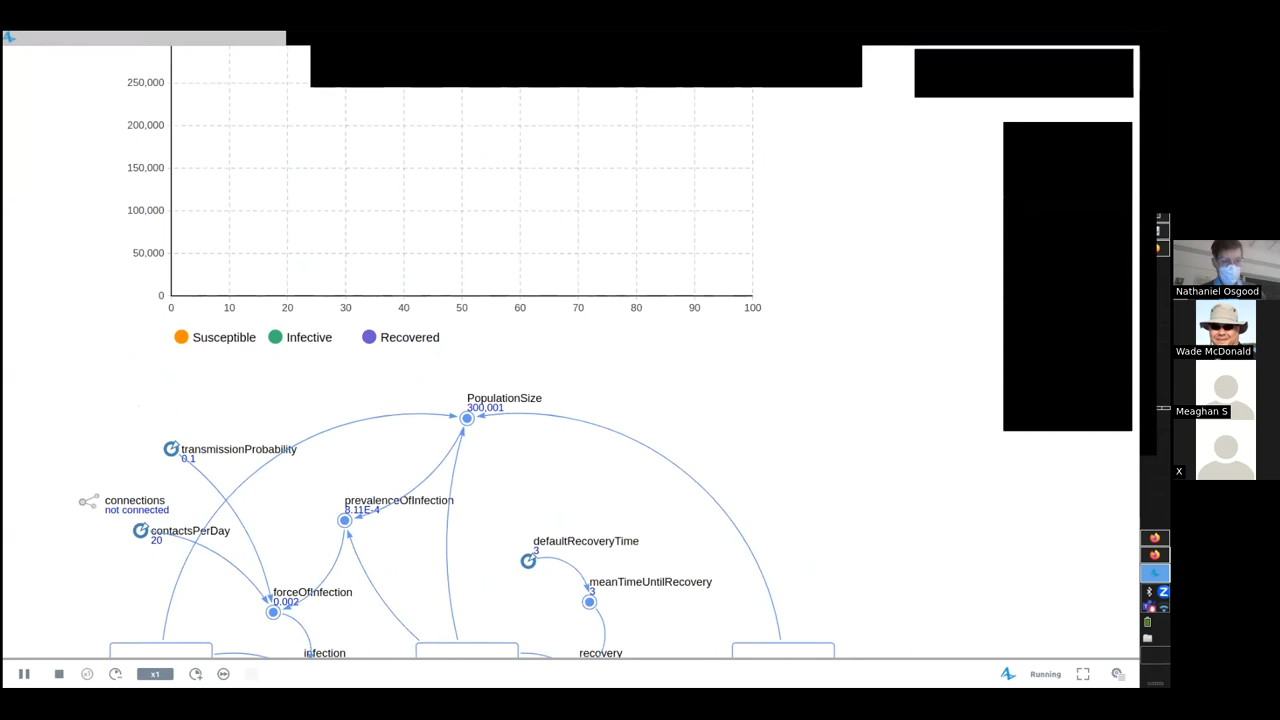 250,000
200,000
150,000
100,000
50,000
0
0 10 20 30 40 50 60 70 80 90 100
Susceptible Infective Recovered
PopulationSize
300,001
transmissionProbability
0.1
connections
not connected
prevalenceOfInfection
8.11E-4
contactsPerDay
20
defaultRecoveryTime
3
meanTimeUntilRecovery
3
forceOfInfection
0.002
infection
recovery
x1
x1
Running
Nathaniel Osgood
Wade McDonald
Meaghan S
X